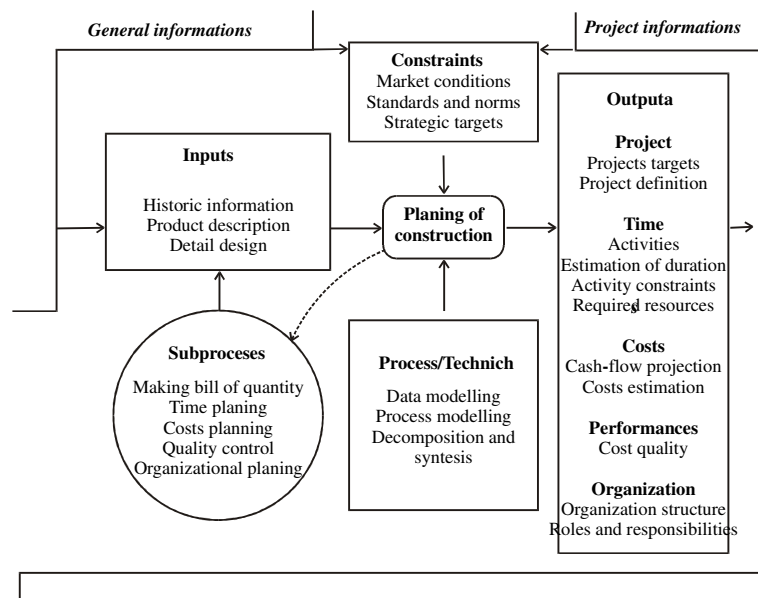 General informations
Project informations
Constraints
Market conditions
Standards and norms
Strategic targets
Inputs
Historic information
Product description
Detail design
Planing of
construction
Outputa
Project
Projects targets
Project definition
Time
Activities
Estimation of duration
Activity constraints
Required resources
Costs
Cash-flow projection
Costs estimation
Performances
Cost quality
Organization
Organization structure
Roles and responsibilities
Subproceses
Making bill of quantity
Time planing
Costs planning
Quality control
Organizational planing
Process/Technich
Data modelling
Process modelling
Decomposition and
syntesis